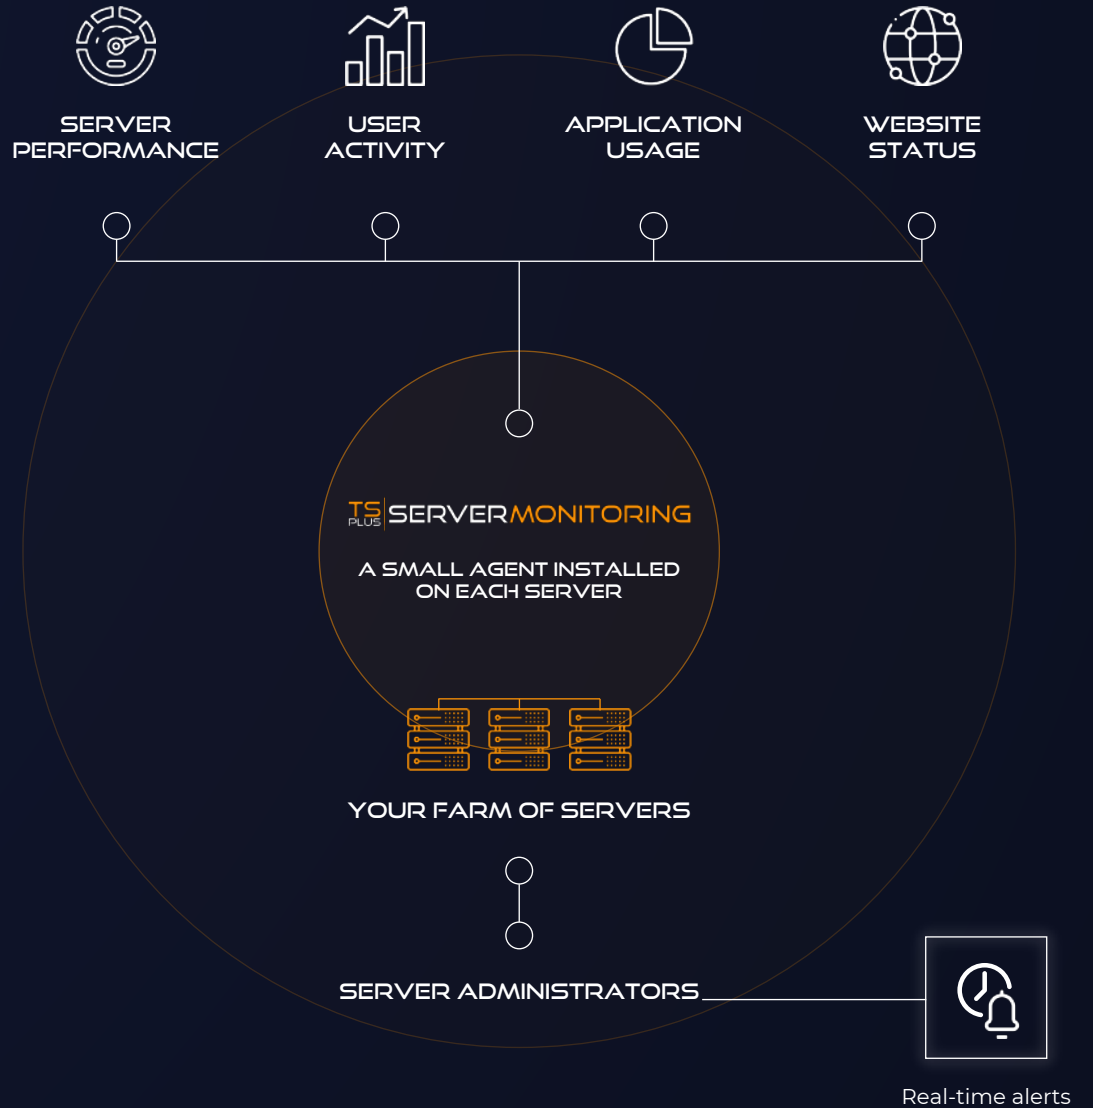 SERVER
PERFORMANCE
USER
ACTIVITY
APPLICATION
USAGE
WEBSITE
STATUS
TS PLUS SERVERMONITORING
A SMALL AGENT INSTALLED
ON EACH SERVER
YOUR FARM OF SERVERS
SERVER ADMINISTRATORS
Real-time alerts